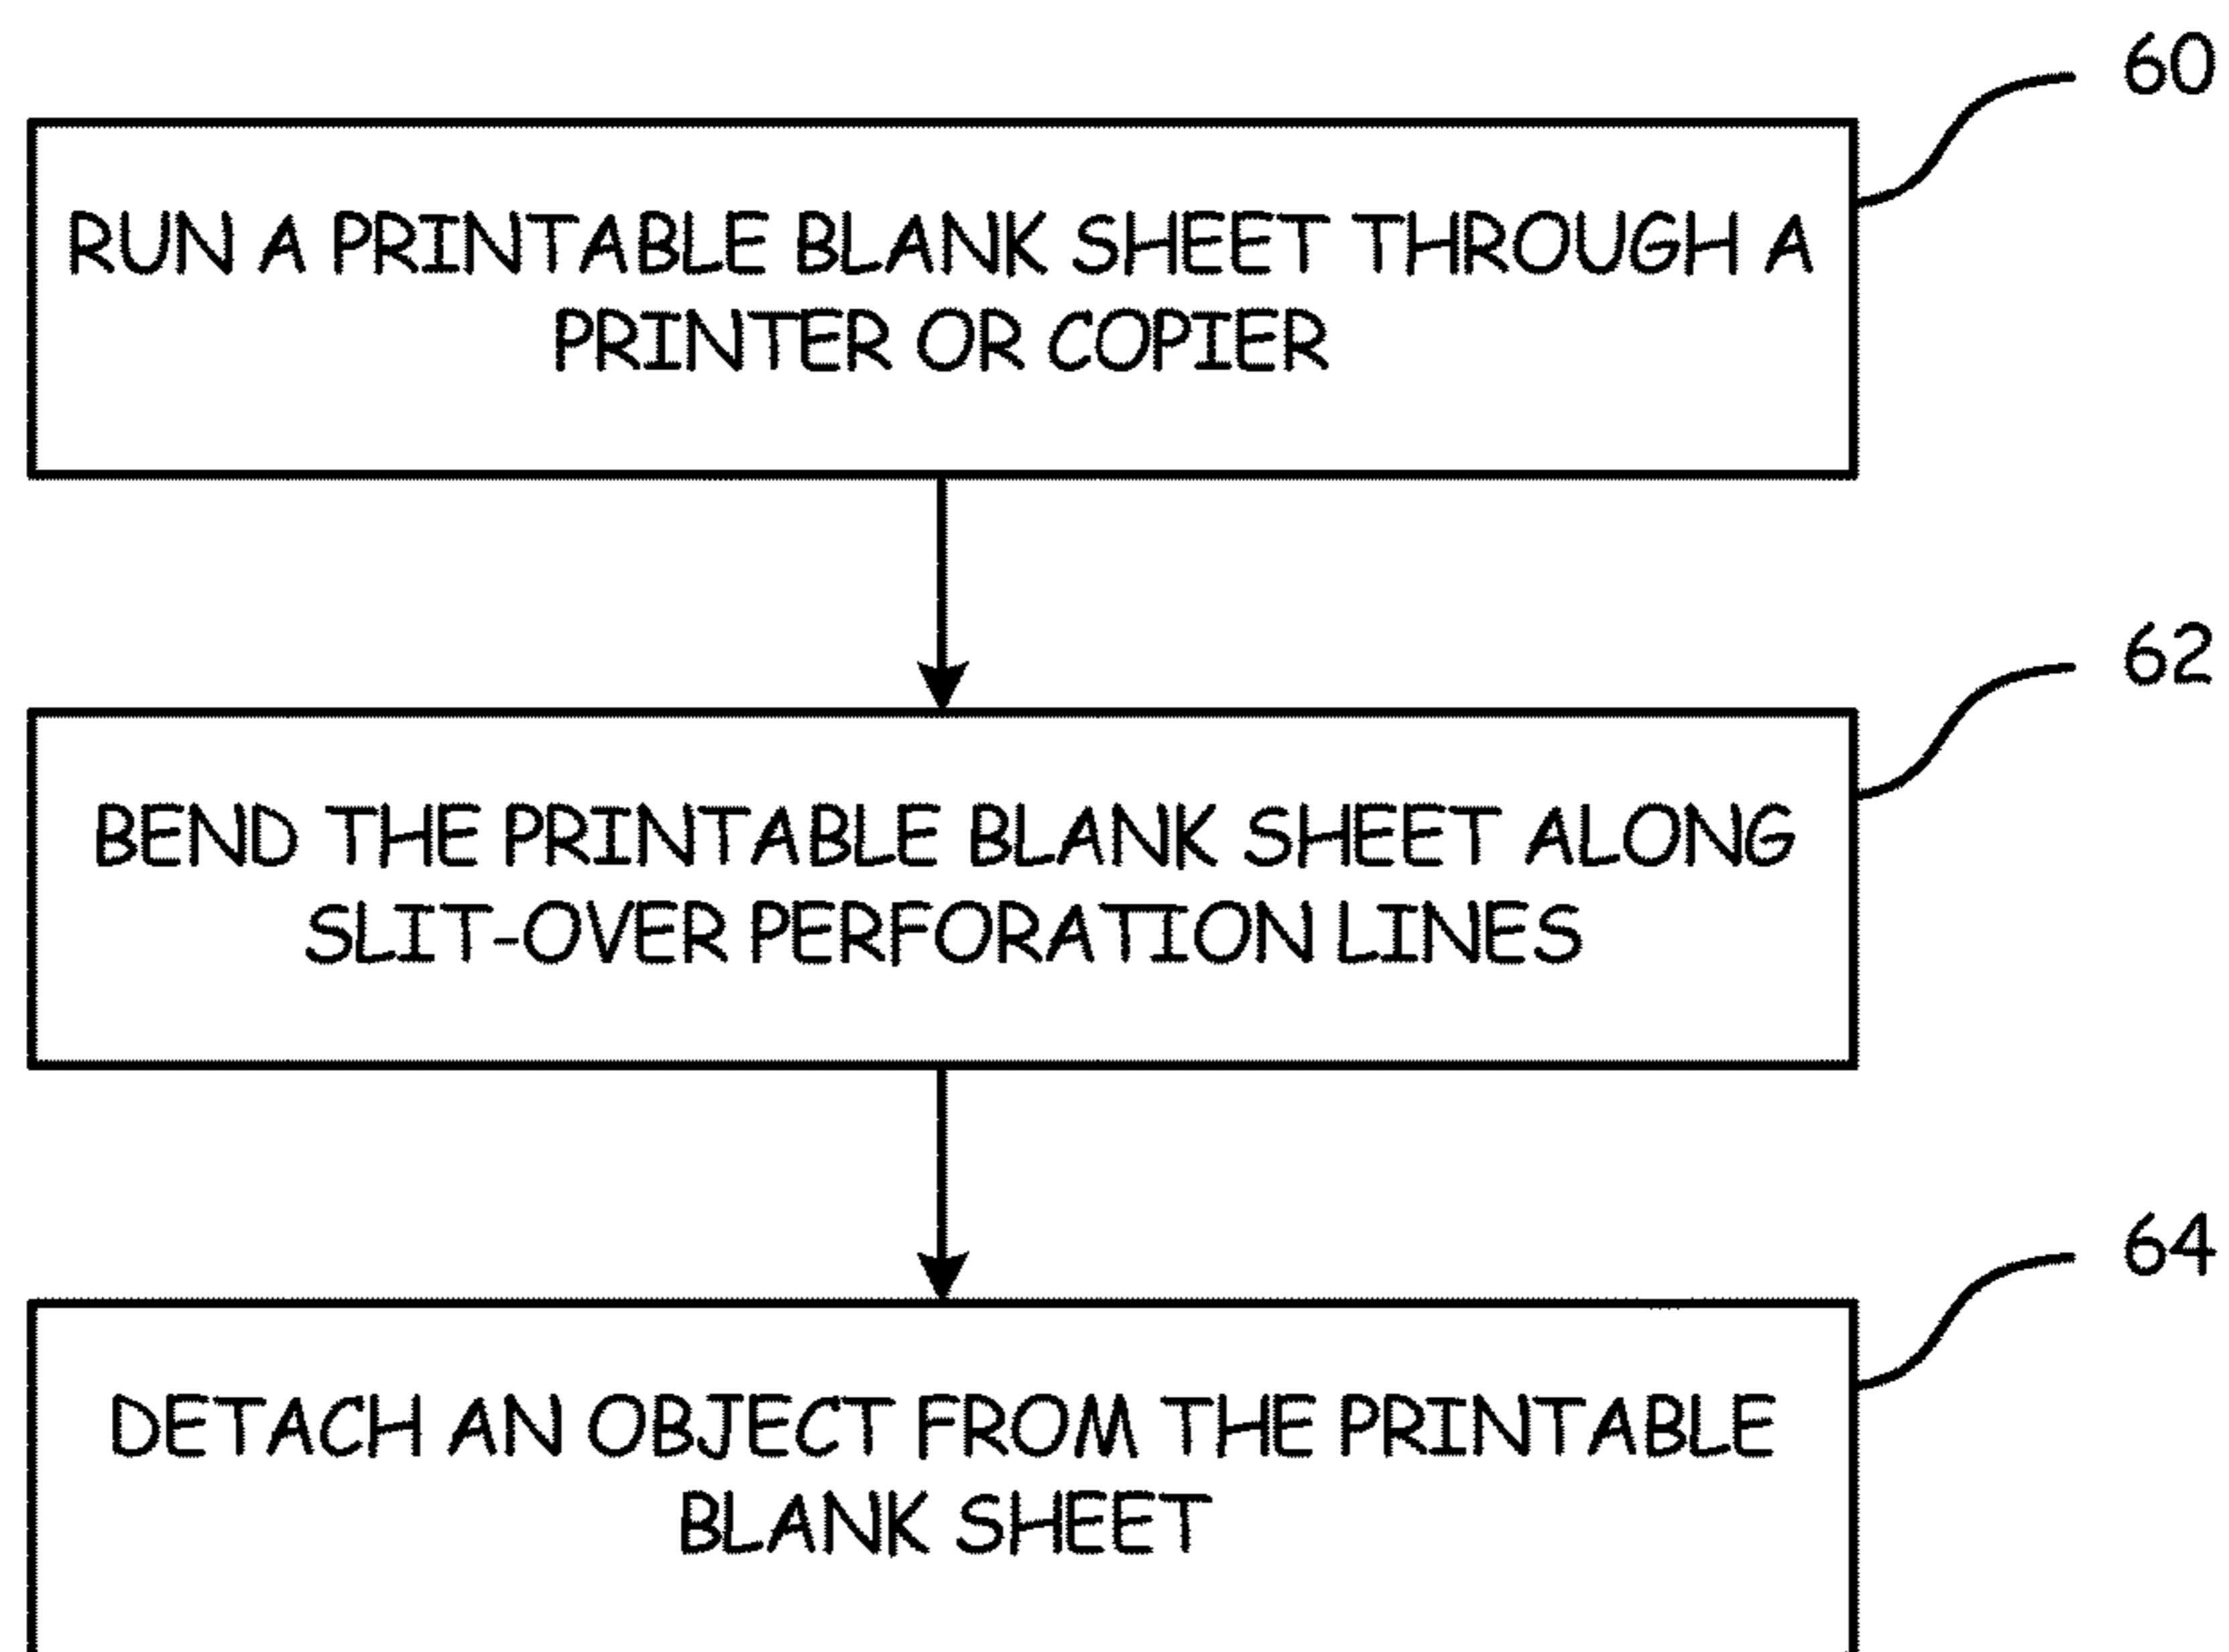 60
RUN A PRINTABLE BLANK SHEET THROUGH A
PRINTER OR COPIER
62
BEND THE PRINTABLE BLANK SHEET ALONG
SLIT-OVER PERFORATION LINES
64
DETACH AN OBJECT FROM THE PRINTABLE
BLANK SHEET